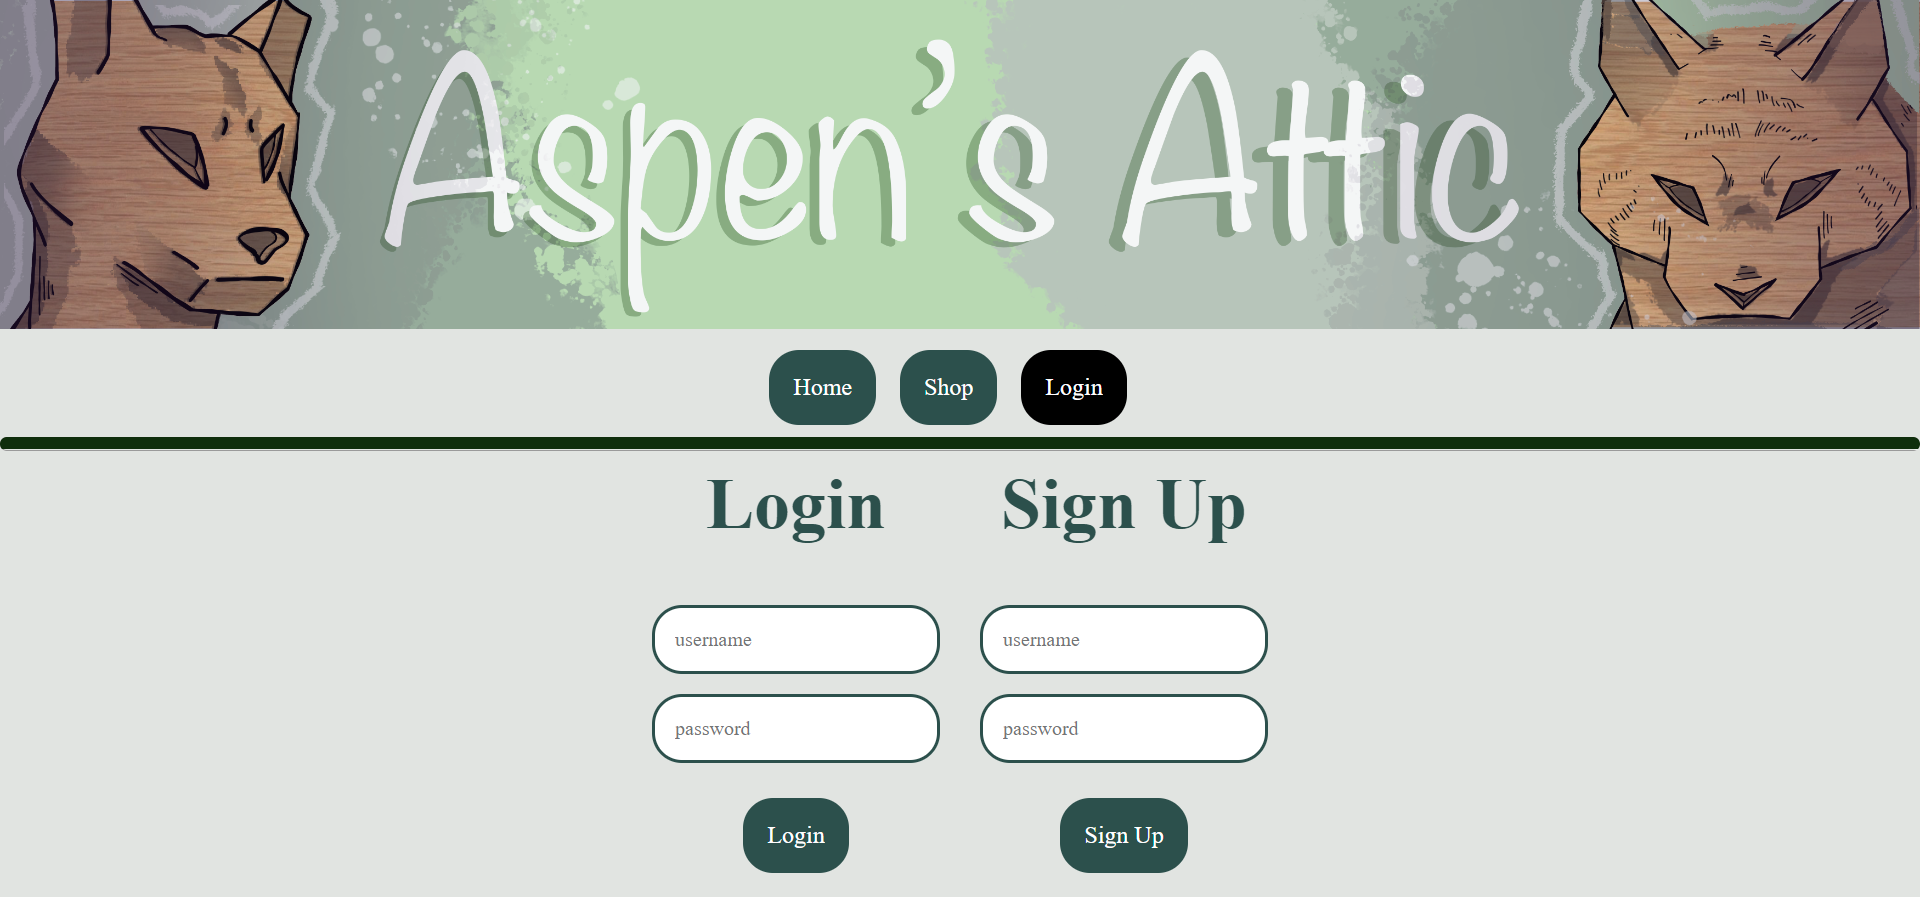 Aspen's Attic
Home Shop Login
Login Sign Up
username username
password password
Login Sign Up